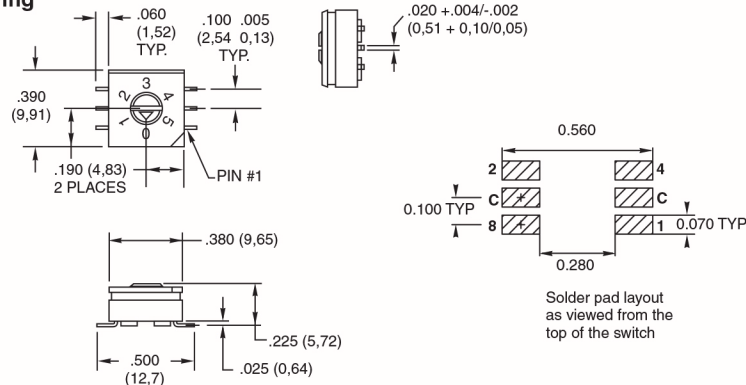 ing
.060
(1,52)
TYP.
.100 .005
(2,54 0,13)
TYP.
.020 +.004/-.002
(0,51 + 0,10/0,05)
.390
(9,91)
0
1
2
3
4
5
.190 (4,83)
2 PLACES
PIN #1
0.560
2
4
C
C
8
1
0.100 TYP
0.070 TYP
0.280
.380 (9,65)
.225 (5,72)
.025 (0,64)
.500
(12,7)
Solder pad layout
as viewed from the
top of the switch